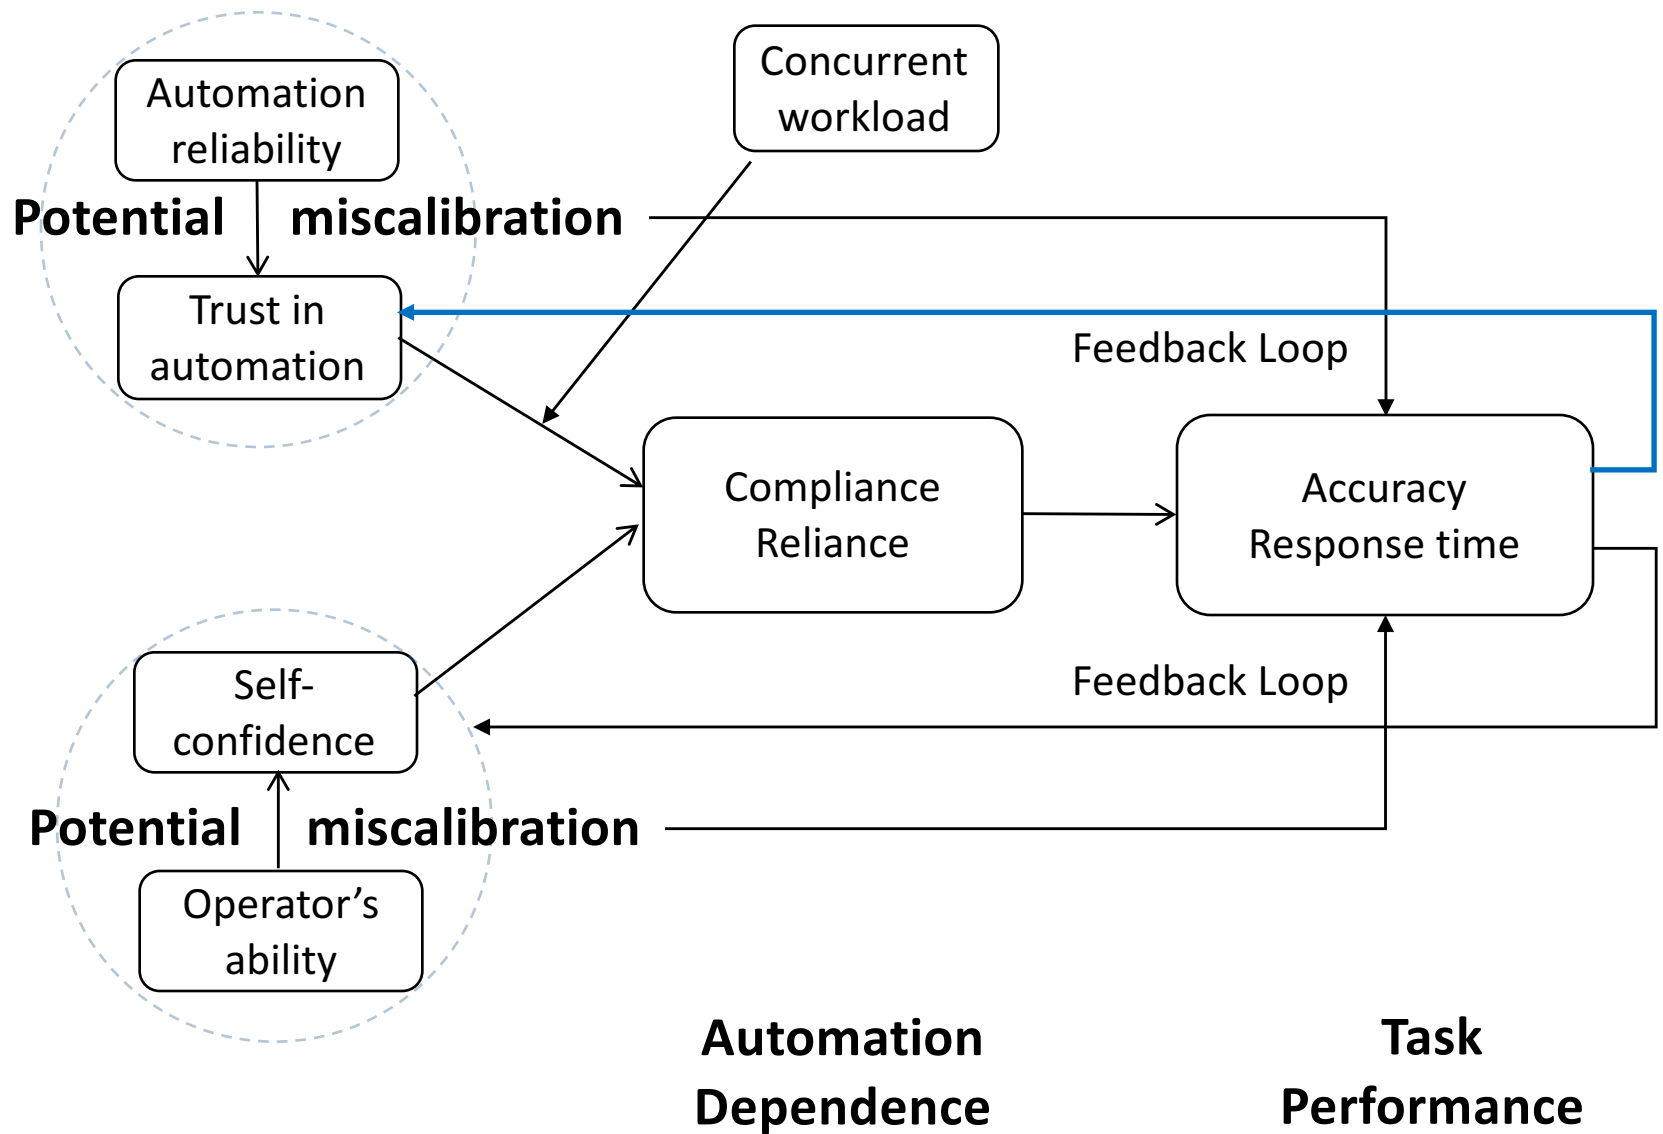 Automation
reliability
Concurrent
workload
Potential miscalibration
Trust in
automation
Feedback Loop
Compliance
Reliance
Accuracy
Response time
Self-
confidence
Feedback Loop
Potential miscalibration
Operator’s
ability
Automation
Dependence
Task
Performance